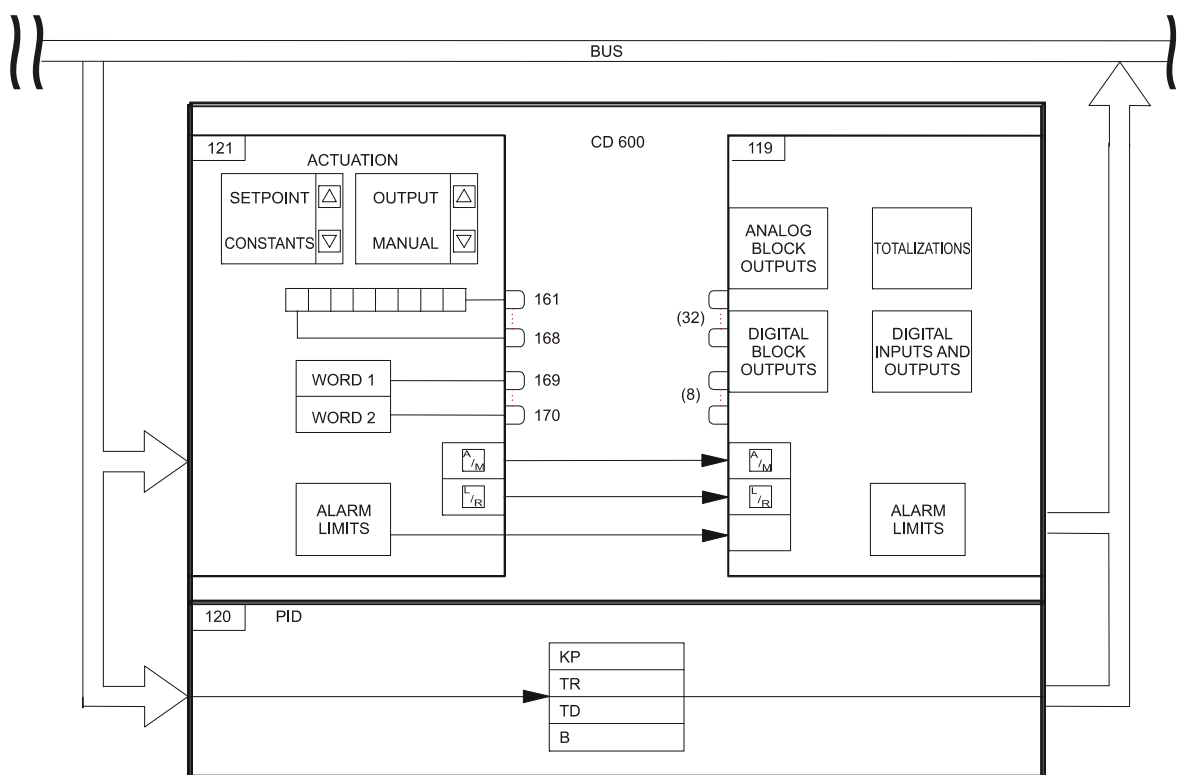 BUS
CD 600
121
ACTUATION
SETPOINT
CONSTANTS
OUTPUT
MANUAL
161
168
WORD 1
169
WORD 2
170
A/M
L/R
ALARM
LIMITS
119
ANALOG
BLOCK
OUTPUTS
TOTALIZATIONS
(32)
DIGITAL
BLOCK
OUTPUTS
DIGITAL
INPUTS AND
OUTPUTS
(8)
A/M
L/R
ALARM
LIMITS
120
PID
KP
TR
TD
B